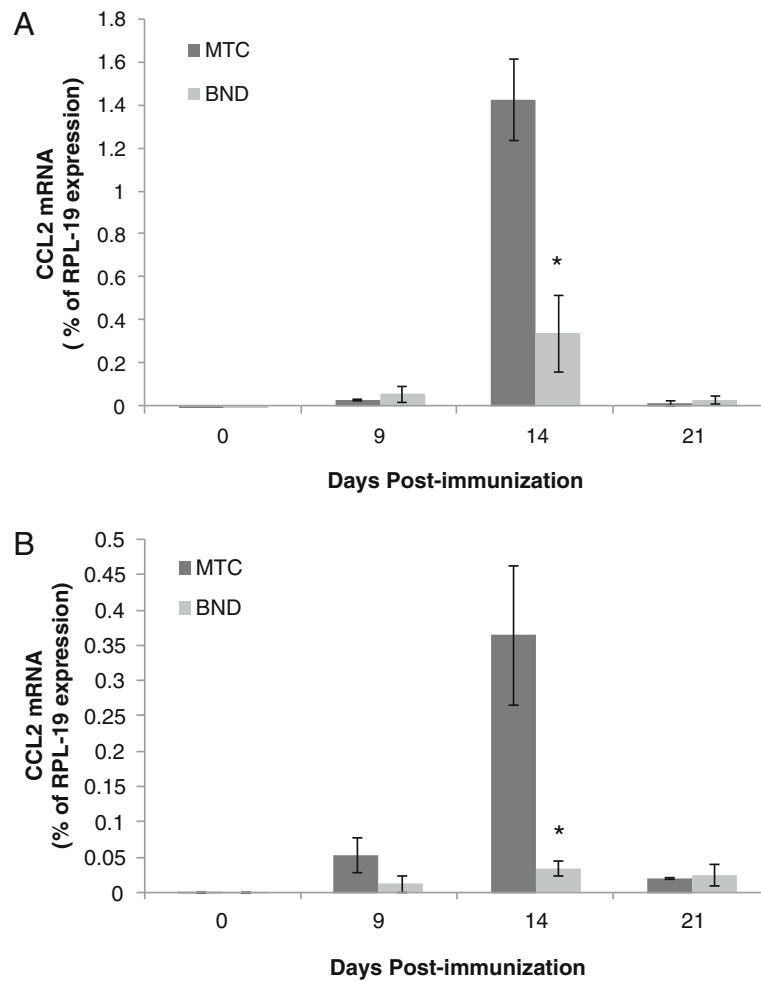 A
1.8
1.6
1.4
1.2
1
0.8
0.6
0.4
0.2
0
MTC
BND
*
CCL2 mRNA
( % of RPL-19 expression)
0 9 14 21
Days Post-immunization
B
0.5
0.45
0.4
0.35
0.3
0.25
0.2
0.15
0.1
0.05
0
MTC
BND
*
CCL2 mRNA
(% of RPL-19 expression)
0 9 14 21
Days Post-immunization